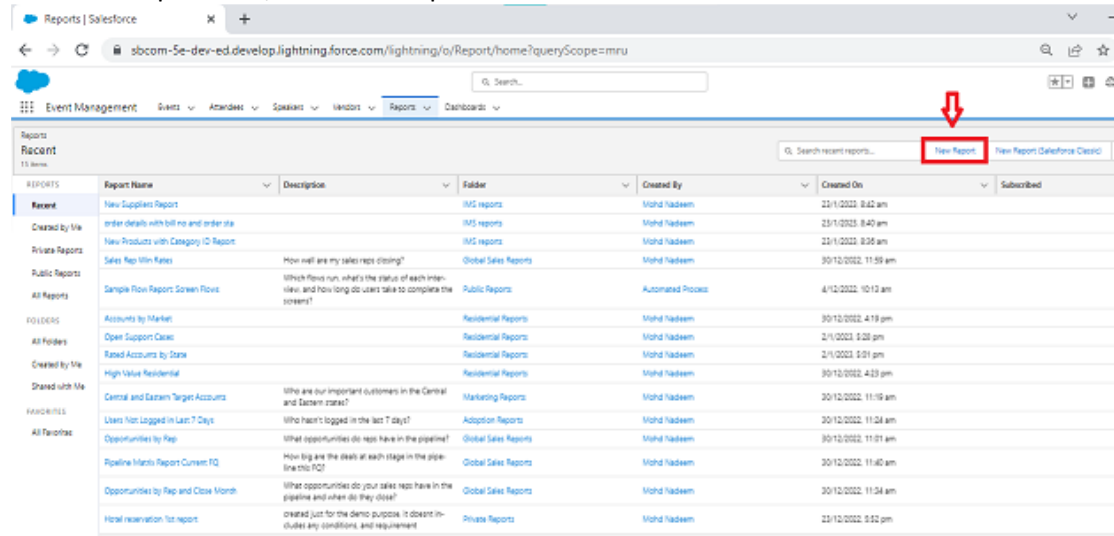 Reports | Salesforce
sbcom-5e-dev-ed.develop.lightning.force.com/lightning/o/Report/home?queryScope=mru
Search...
Event Management Events Attendees Speakers Vendors Reports Dashboards
Reports
Recent
15 items
Search recent reports... New Report New Report (Salesforce Classic)
REPORTS Report Name Description Folder Created By Created On Subscribed
Recent New Suppliers Report IMS reports Mohd Nadeem 23/1/2023, 8:42 am
order details with bill no and order sta IMS reports Mohd Nadeem 23/1/2023, 8:40 am
Created by Me
New Products with Category ID Report IMS reports Mohd Nadeem 23/1/2023, 8:36 am
Private Reports
Sales Rep Win Rates How well are my sales reps closing? Global Sales Reports Mohd Nadeem 30/12/2022, 11:59 am
Public Reports
Which flows run, what's the status of each inter-
Sample Flow Report: Screen Flows view, and how long do users take to complete the Public Reports Automated Process 4/12/2022, 10:13 am
screens?
All Reports
FOLDERS Accounts by Market Residential Reports Mohd Nadeem 30/12/2022, 4:19 pm
All Folders Open Support Cases Residential Reports Mohd Nadeem 2/1/2023, 5:28 pm
Rated Accounts by State Residential Reports Mohd Nadeem 2/1/2023, 5:01 pm
Created by Me
High Value Residential Residential Reports Mohd Nadeem 30/12/2022, 4:23 pm
Shared with Me
Who are our important customers in the Central
Central and Eastern Target Accounts Marketing Reports Mohd Nadeem 30/12/2022, 11:19 am
and Eastern states?
FAVORITES
Users Not Logged in Last 7 Days Who hasn't logged in the last 7 days? Adoption Reports Mohd Nadeem 30/12/2022, 11:24 am
All Favorites
Opportunities by Rep What opportunities do reps have in the pipeline? Global Sales Reports Mohd Nadeem 30/12/2022, 11:01 am
How big are the deals at each stage in the pipe-
Pipeline Matrix Report Current FQ Global Sales Reports Mohd Nadeem 30/12/2022, 11:40 am
line this FQ?
What opportunities do your sales reps have in the
Opportunities by Rep and Close Month Global Sales Reports Mohd Nadeem 30/12/2022, 11:34 am
pipeline and when do they close?
created just for the demo purpose. It doesnt in-
Hotel reservation 1st report Private Reports Mohd Nadeem 23/12/2022, 5:52 pm
cludes any conditions, and requirement